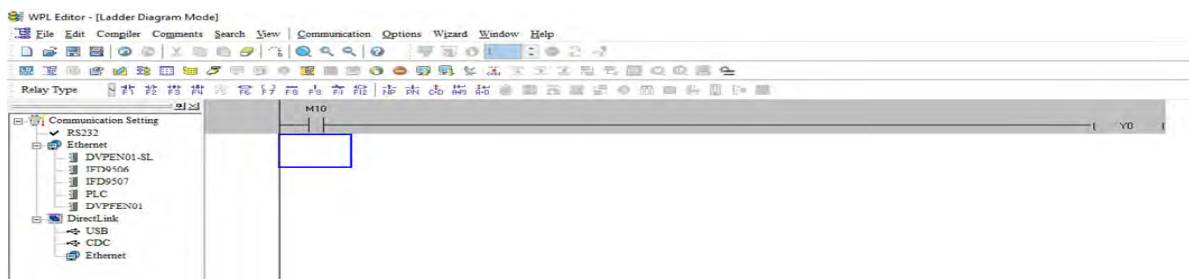 WPL Editor - [Ladder Diagram Mode]
File Edit Compiler Comments Search View Communication Options Wizard Window Help
1
Relay Type
Communication Setting
RS232
Ethernet
DVPEN01-SL
IFD9506
IFD9507
PLC
DVPFEN01
DirectLink
USB
CDC
Ethernet
M10
Y0